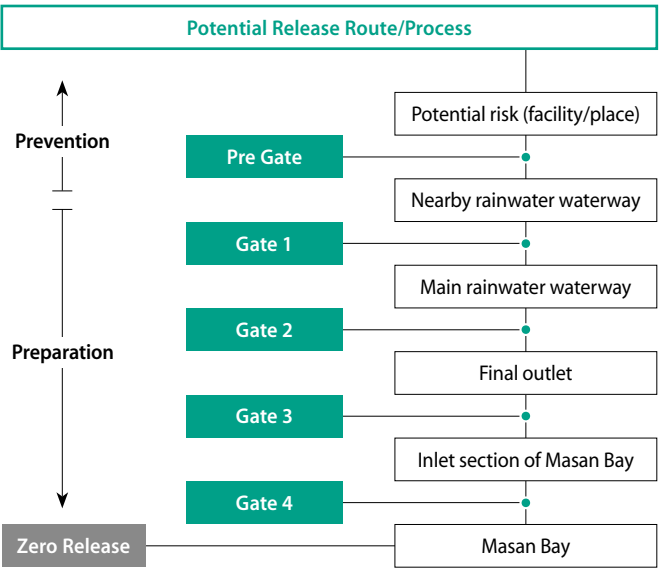 Potential Release Route/Process
Potential risk (facility/place)
Prevention
Pre Gate
Nearby rainwater waterway
Gate 1
Main rainwater waterway
Gate 2
Preparation
Final outlet
Gate 3
Inlet section of Masan Bay
Gate 4
Zero Release
Masan Bay